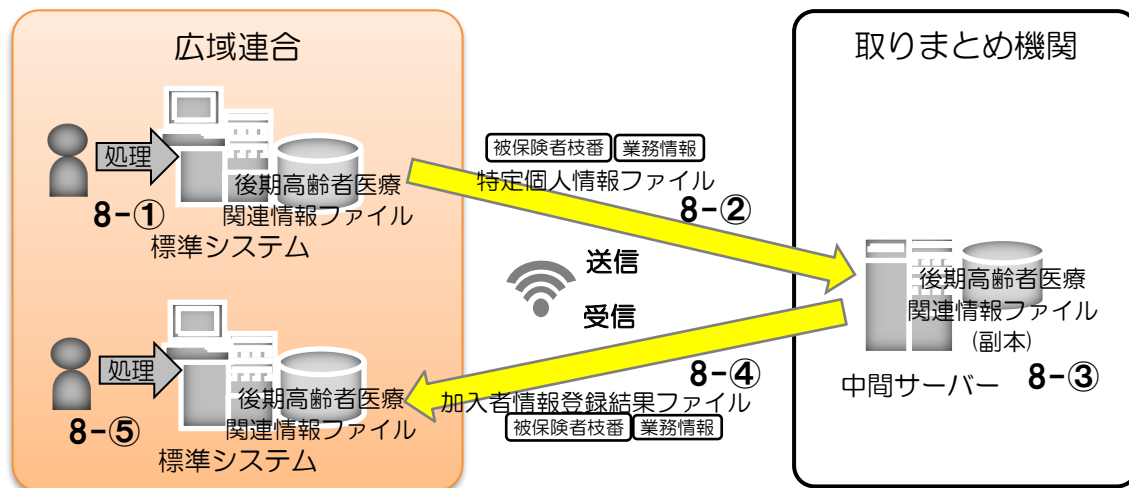 広域連合
処理
後期高齢者医療
関連情報ファイル
8-①
標準システム
被保険者枝番 業務情報
特定個人情報ファイル
8-②
送信
受信
取りまとめ機関
後期高齢者医療
関連情報ファイル
(副本)
中間サーバー 8-③
8-④
加入者情報登録結果ファイル
被保険者枝番 業務情報
処理
後期高齢者医療
関連情報ファイル
8-⑤
標準システム